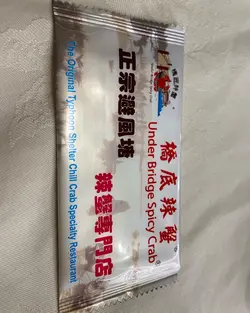 橋底辣蟹
Under Bridge Spicy Crab
正宗避風塘
辣蟹專門店
The Original Typhoon Shelter Chili Crab Specialty Restaurant